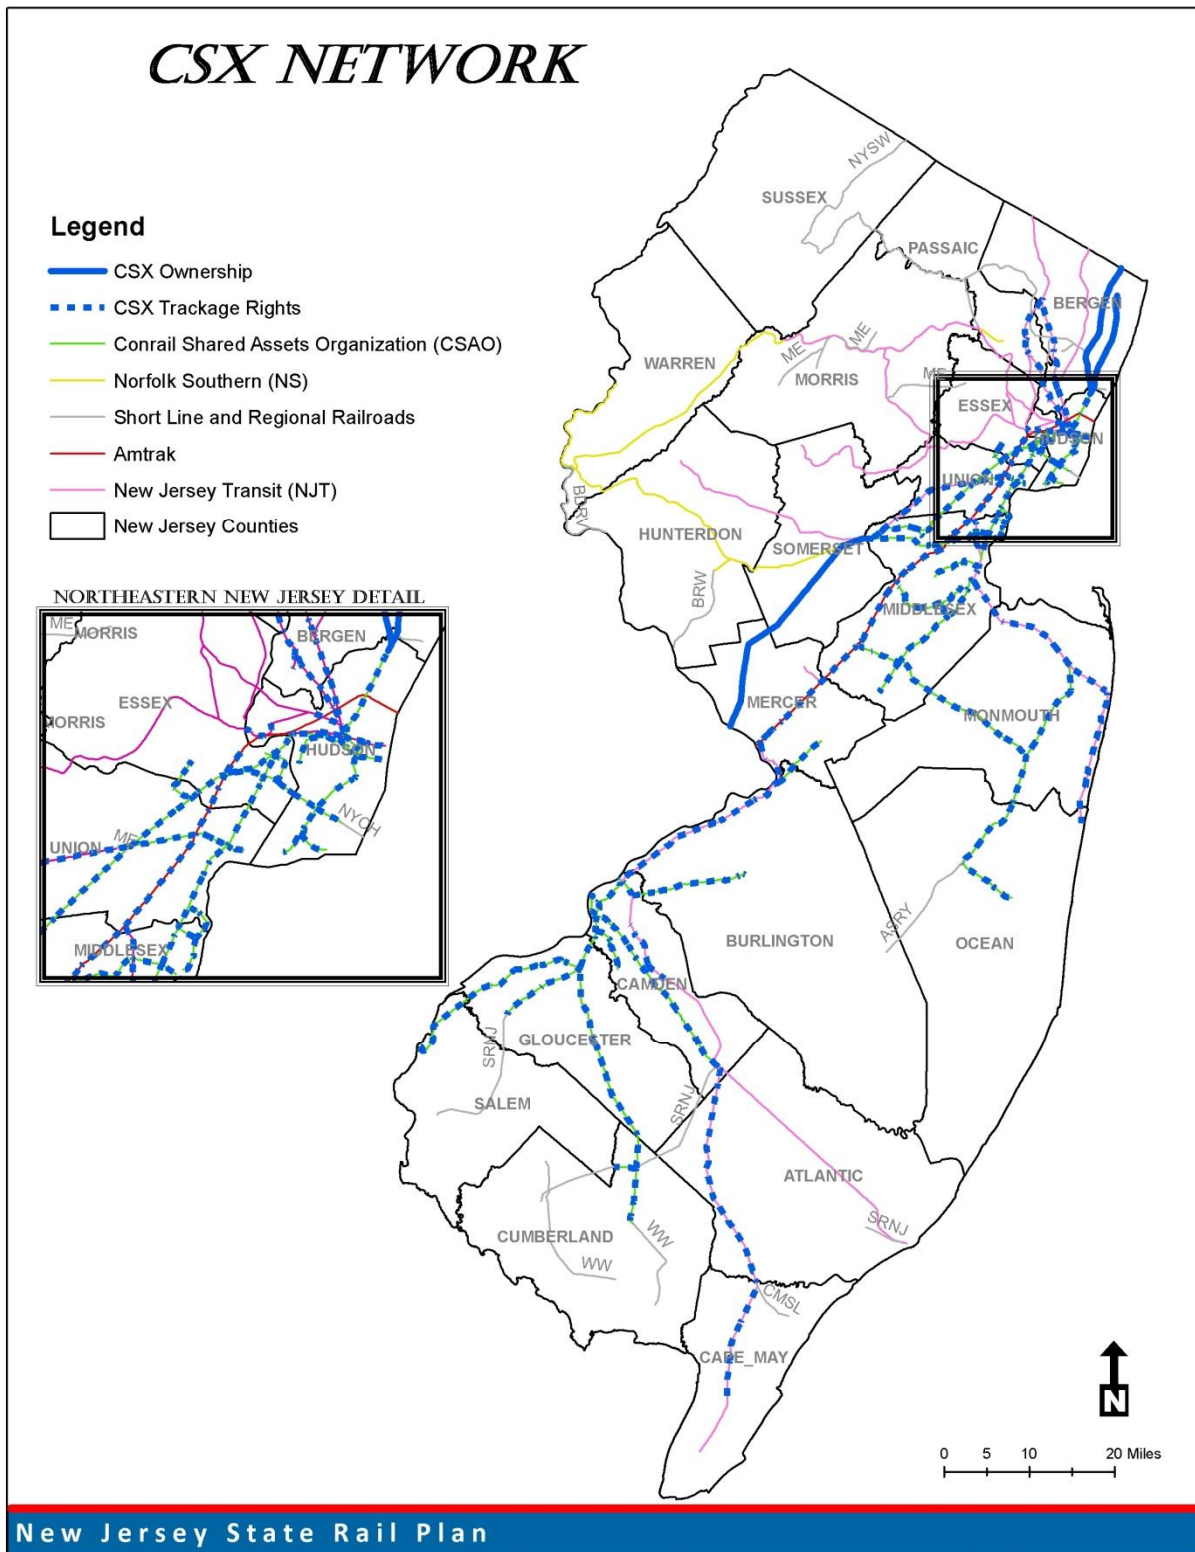 CSX NETWORK
Legend
CSX Ownership
CSX Trackage Rights
Conrail Shared Assets Organization (CSAO)
Norfolk Southern (NS)
Short Line and Regional Railroads
Amtrak
New Jersey Transit (NJT)
New Jersey Counties
NYSW
SUSSEX
PASSAIC
BERGEN
WARREN
ME
ME
MORRIS
ME
ESSEX
HUDSON
UNION
BDRV
HUNTERDON
SOMERSET
BRW
MIDDLESEX
MERCER
MONMOUTH
ASRY
OCEAN
BURLINGTON
CAMDEN
GLOUCESTER
SRNJ
SALEM
SRNJ
ATLANTIC
SRNJ
CUMBERLAND
WW
WW
CMSL
CAPE_MAY
NORTHEASTERN NEW JERSEY DETAIL
ME
MORRIS
BERGEN
ESSEX
MORRIS
HUDSON
NYCH
ME
UNION
MIDDLESEX
N
0 5 10 20 Miles
New Jersey State Rail Plan